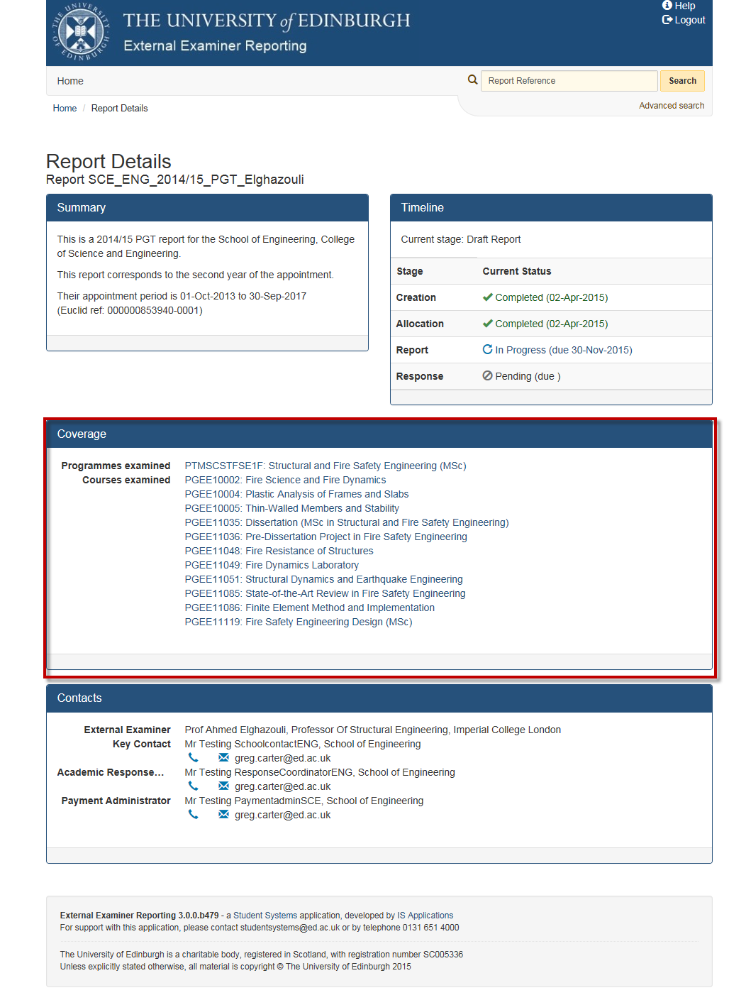 THE UNIVERSITY of EDINBURGH
External Examiner Reporting
Help
Logout
Home
Report Reference
Search
Home / Report Details
Advanced search
Report Details
Report SCE_ENG_2014/15_PGT_Elghazouli
Summary
This is a 2014/15 PGT report for the School of Engineering, College
of Science and Engineering.
This report corresponds to the second year of the appointment.
Their appointment period is 01-Oct-2013 to 30-Sep-2017
(Euclid ref: 000000853940-0001)
Timeline
Current stage: Draft Report
Stage Current Status
Creation Completed (02-Apr-2015)
Allocation Completed (02-Apr-2015)
Report In Progress (due 30-Nov-2015)
Response Pending (due )
Coverage
Programmes examined PTMSCSTFSE1F: Structural and Fire Safety Engineering (MSc)
Courses examined PGEE10002: Fire Science and Fire Dynamics
PGEE10004: Plastic Analysis of Frames and Slabs
PGEE10005: Thin-Walled Members and Stability
PGEE11035: Dissertation (MSc in Structural and Fire Safety Engineering)
PGEE11036: Pre-Dissertation Project in Fire Safety Engineering
PGEE11048: Fire Resistance of Structures
PGEE11049: Fire Dynamics Laboratory
PGEE11051: Structural Dynamics and Earthquake Engineering
PGEE11085: State-of-the-Art Review in Fire Safety Engineering
PGEE11086: Finite Element Method and Implementation
PGEE11119: Fire Safety Engineering Design (MSc)
Contacts
External Examiner Prof Ahmed Elghazouli, Professor Of Structural Engineering, Imperial College London
Key Contact Mr Testing SchoolcontactENG, School of Engineering
greg.carter@ed.ac.uk
Academic Response... Mr Testing ResponseCoordinatorENG, School of Engineering
greg.carter@ed.ac.uk
Payment Administrator Mr Testing PaymentadminSCE, School of Engineering
greg.carter@ed.ac.uk
External Examiner Reporting 3.0.0.b479 - a Student Systems application, developed by IS Applications
For support with this application, please contact studentsystems@ed.ac.uk or by telephone 0131 651 4000
The University of Edinburgh is a charitable body, registered in Scotland, with registration number SC005336
Unless explicitly stated otherwise, all material is copyright © The University of Edinburgh 2015